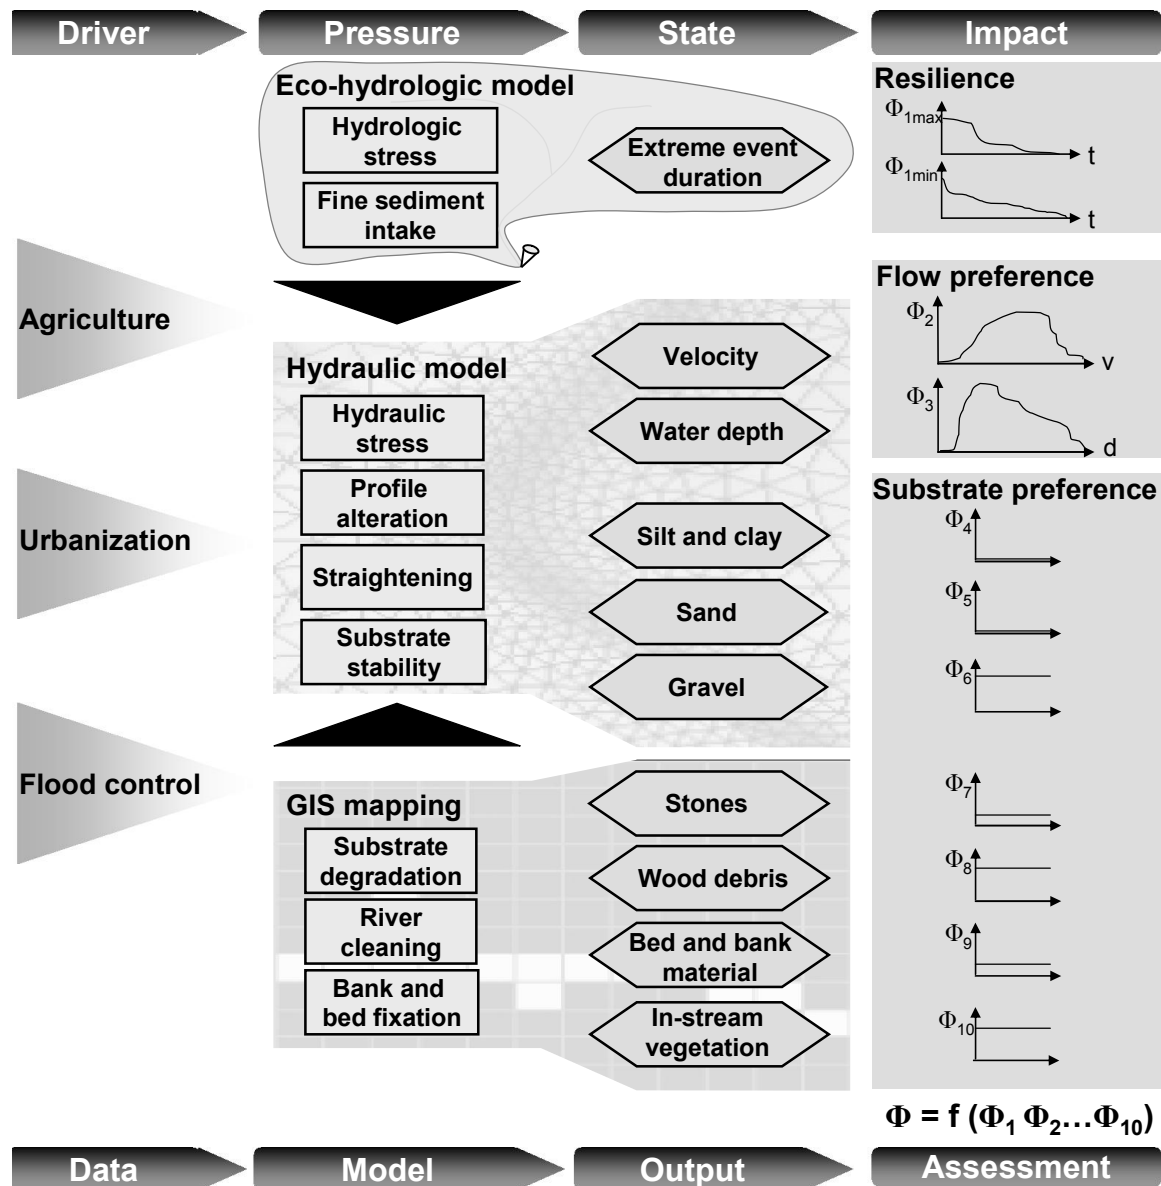 Driver
Pressure
State
Impact
Eco-hydrologic model
Hydrologic
stress
Fine sediment
intake
Extreme event
duration
Resilience
Φ1max
t
Φ1min
t
Agriculture
Urbanization
Flood control
Hydraulic model
Hydraulic
stress
Profile
alteration
Straightening
Substrate
stability
Velocity
Water depth
Silt and clay
Sand
Gravel
Flow preference
Φ2
v
Φ3
d
Substrate preference
Φ4
Φ5
Φ6
Φ7
Φ8
Φ9
Φ10
GIS mapping
Substrate
degradation
River
cleaning
Bank and
bed fixation
Stones
Wood debris
Bed and bank
material
In-stream
vegetation
Φ = f (Φ1 Φ2…Φ10)
Data
Model
Output
Assessment